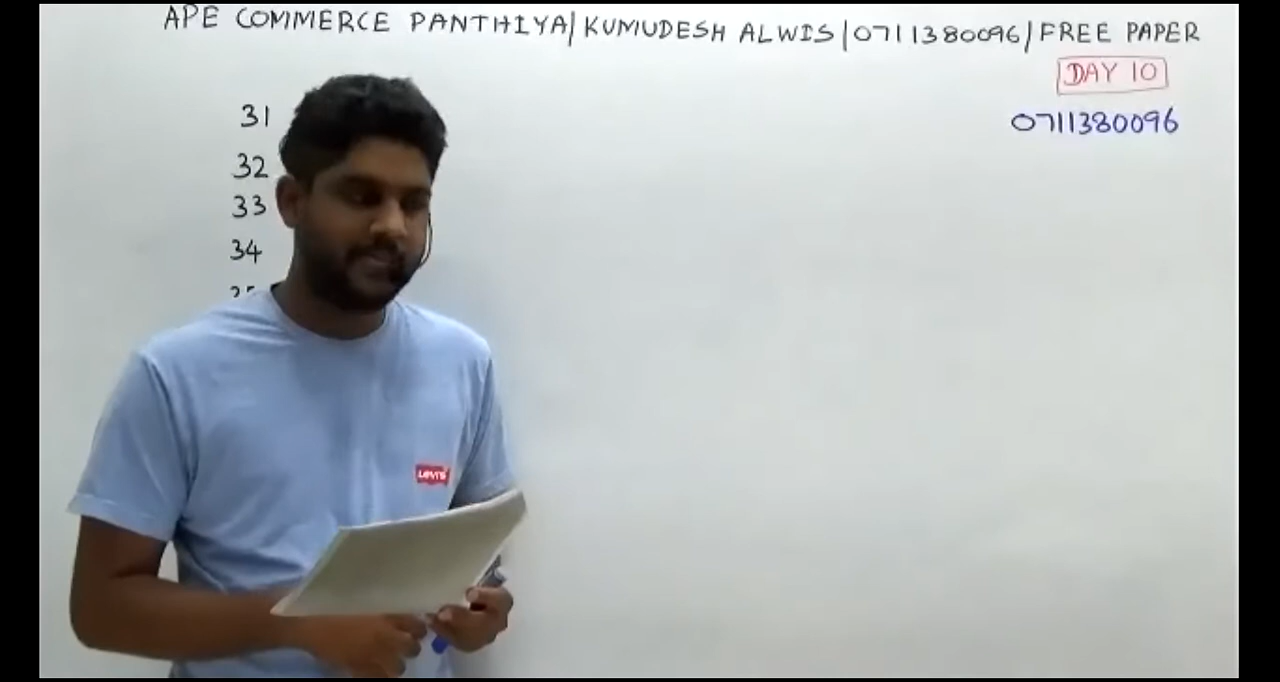 APE COMMERCE PANTHIYA/KUMUDESH ALWIS/0711380096/FREE PAPER
DAY 10
0711380096
31
32
33
34
Levi's